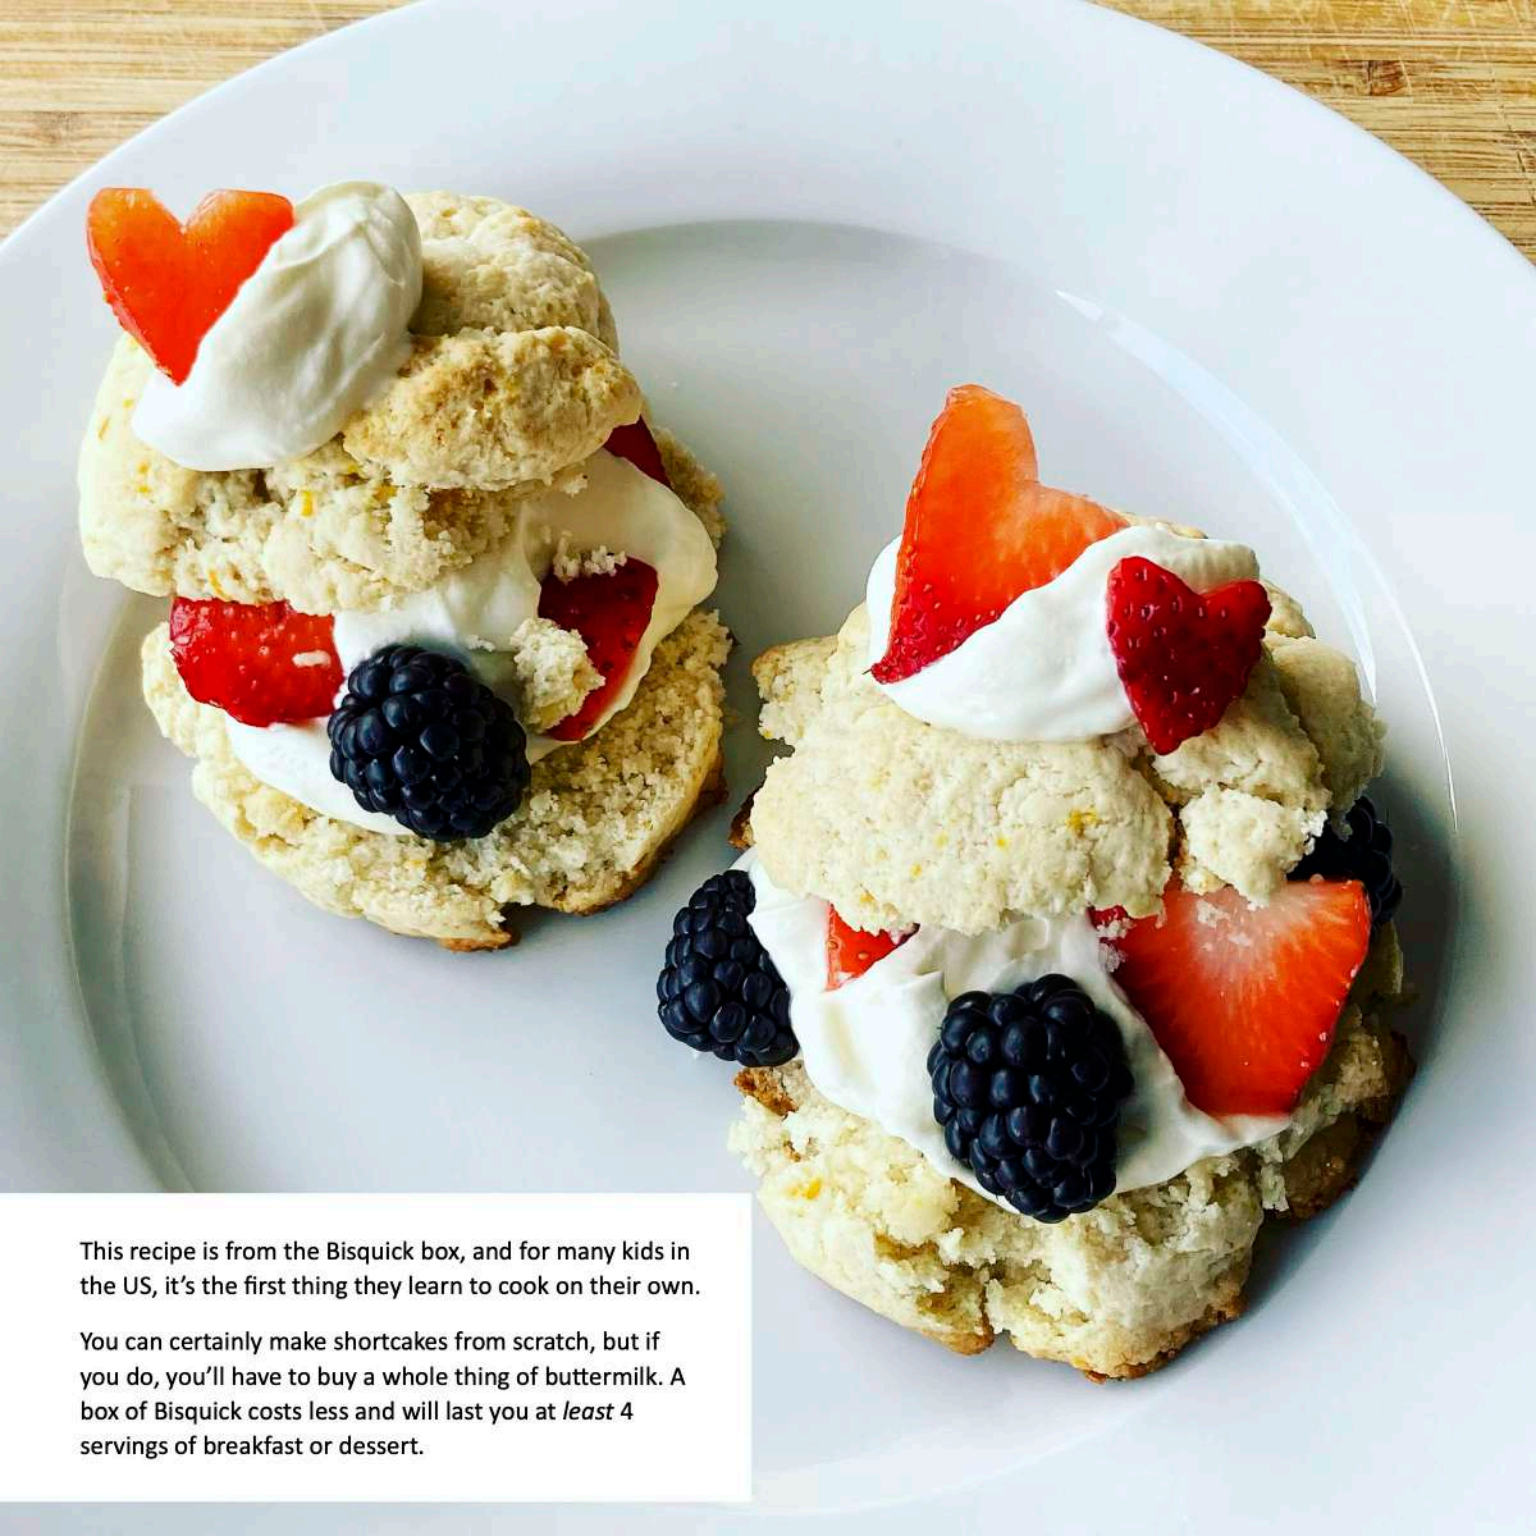 This recipe is from the Bisquick box, and for many kids in
the US, it’s the first thing they learn to cook on their own.
You can certainly make shortcakes from scratch, but if
you do, you’ll have to buy a whole thing of buttermilk. A
box of Bisquick costs less and will last you at least 4
servings of breakfast or dessert.